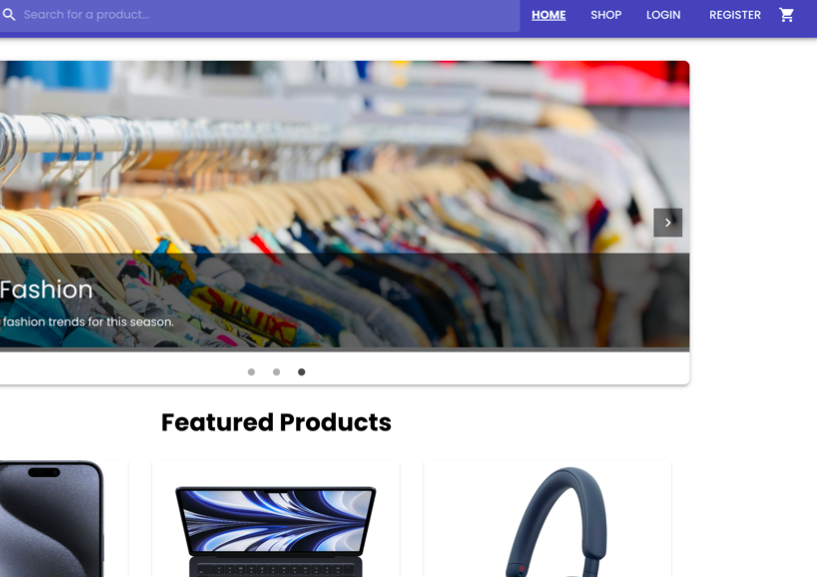 Search for a product...
HOME
SHOP
LOGIN
REGISTER
Fashion
fashion trends for this season.
Featured Products